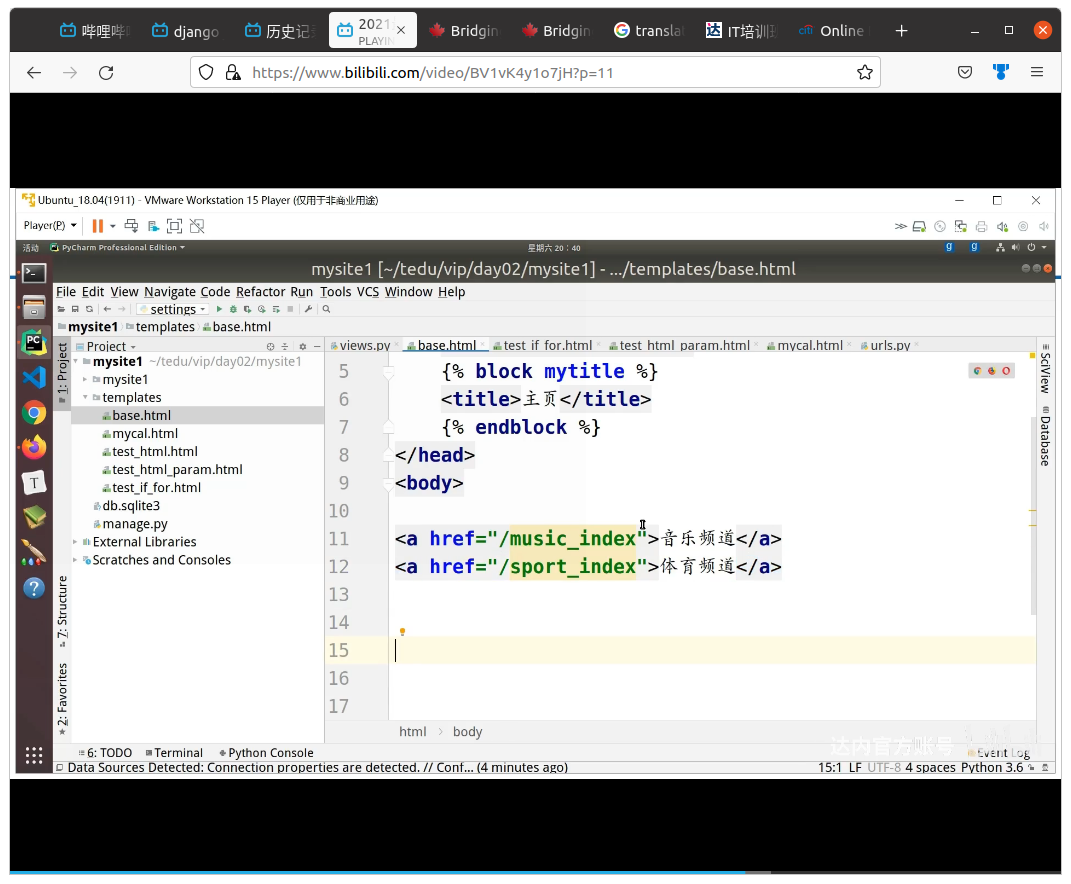 哔哩哔
django
历史记
2021
PLAYIN
Bridgin
Bridgin
translat
达 IT培训
citi Online
https://www.bilibili.com/video/BV1vK4y1o7jH?p=11
Ubuntu_18.04(1911) - VMware Workstation 15 Player (仅用于非商业用途)
Player(P)
活动 PyCharm Professional Edition 星期六 20:40
mysite1 [~/tedu/vip/day02/mysite1] - .../templates/base.html
File Edit View Navigate Code Refactor Run Tools VCS Window Help
settings
mysite1 templates base.html
Project
views.py base.html test_if_for.html test_html_param.html mycal.html urls.py
mysite1 ~/tedu/vip/day02/mysite1
mysite1
templates
base.html
mycal.html
test_html.html
test_html_param.html
test_if_for.html
db.sqlite3
manage.py
External Libraries
Scratches and Consoles
1: Project
7: Structure
2: Favorites
SciView
Database
5 {% block mytitle %}
6 <title>主页</title>
7 {% endblock %}
8 </head>
9 <body>
10
11 <a href="/music_index">音乐频道</a>
12 <a href="/sport_index">体育频道</a>
13
14
15
16
17
html > body
达内官方账号
6: TODO Terminal Python Console Event Log
Data Sources Detected: Connection properties are detected. // Conf... (4 minutes ago) 15:1 LF UTF-8 4 spaces Python 3.6